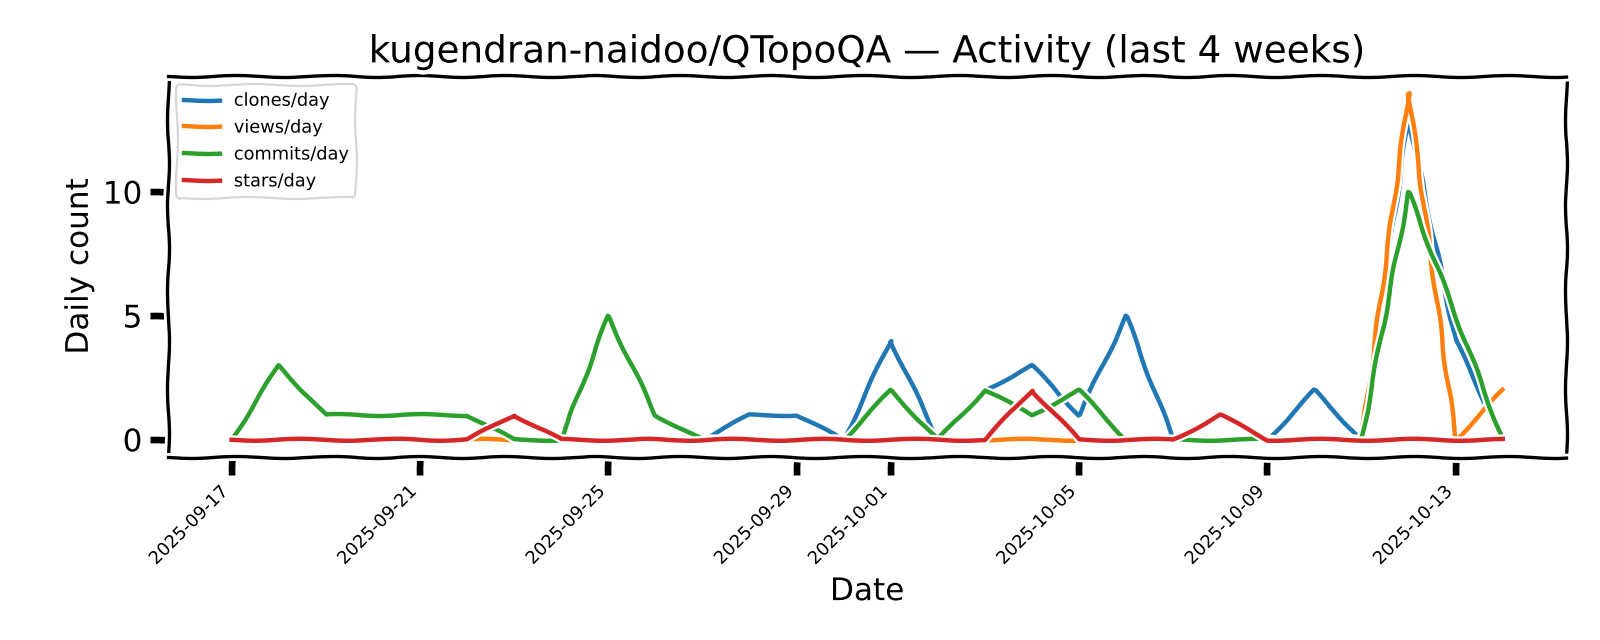 kugendran-naidoo/QTopoQA — Activity (last 4 weeks)
clones/day
views/day
commits/day
stars/day
Daily count
10
5
0
2025-09-17
2025-09-21
2025-09-25
2025-09-29
2025-10-01
2025-10-05
2025-10-09
2025-10-13
Date